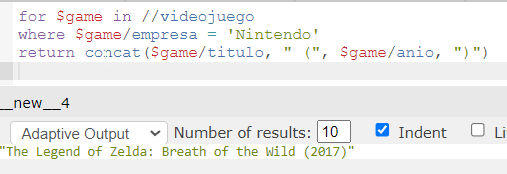 for $game in //videojuego
where $game/empresa = 'Nintendo'
return concat($game/titulo, " (", $game/anio, ")")
__new__4
Adaptive Output Number of results: 10 Indent Li
"The Legend of Zelda: Breath of the Wild (2017)"